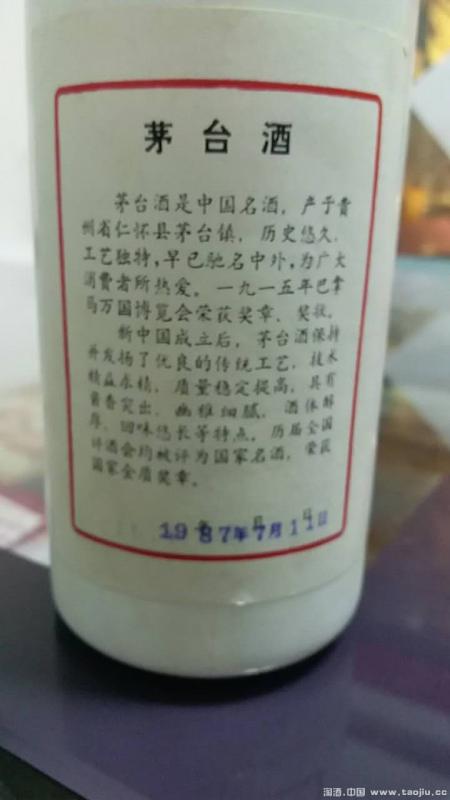 茅台酒
茅台酒是中国名酒，产于贵
州省仁怀县茅台镇，历史悠久，
工艺独特，早已驰名中外，为广大
消费者所热爱。一九一五年巴拿
马万国博览会荣获奖章、奖状。
新中国成立后，茅台酒保持
并发扬了优良的传统工艺，技术
精益求精，质量稳定提高，具有
酱香突出、幽雅细腻，酒体醇
厚、回味悠长等特点。历届全国
评酒会均被评为国家名酒，荣获
国家金质奖章。
年 月 日
1987年7月11日
淘酒.中国 www.taojiu.cc